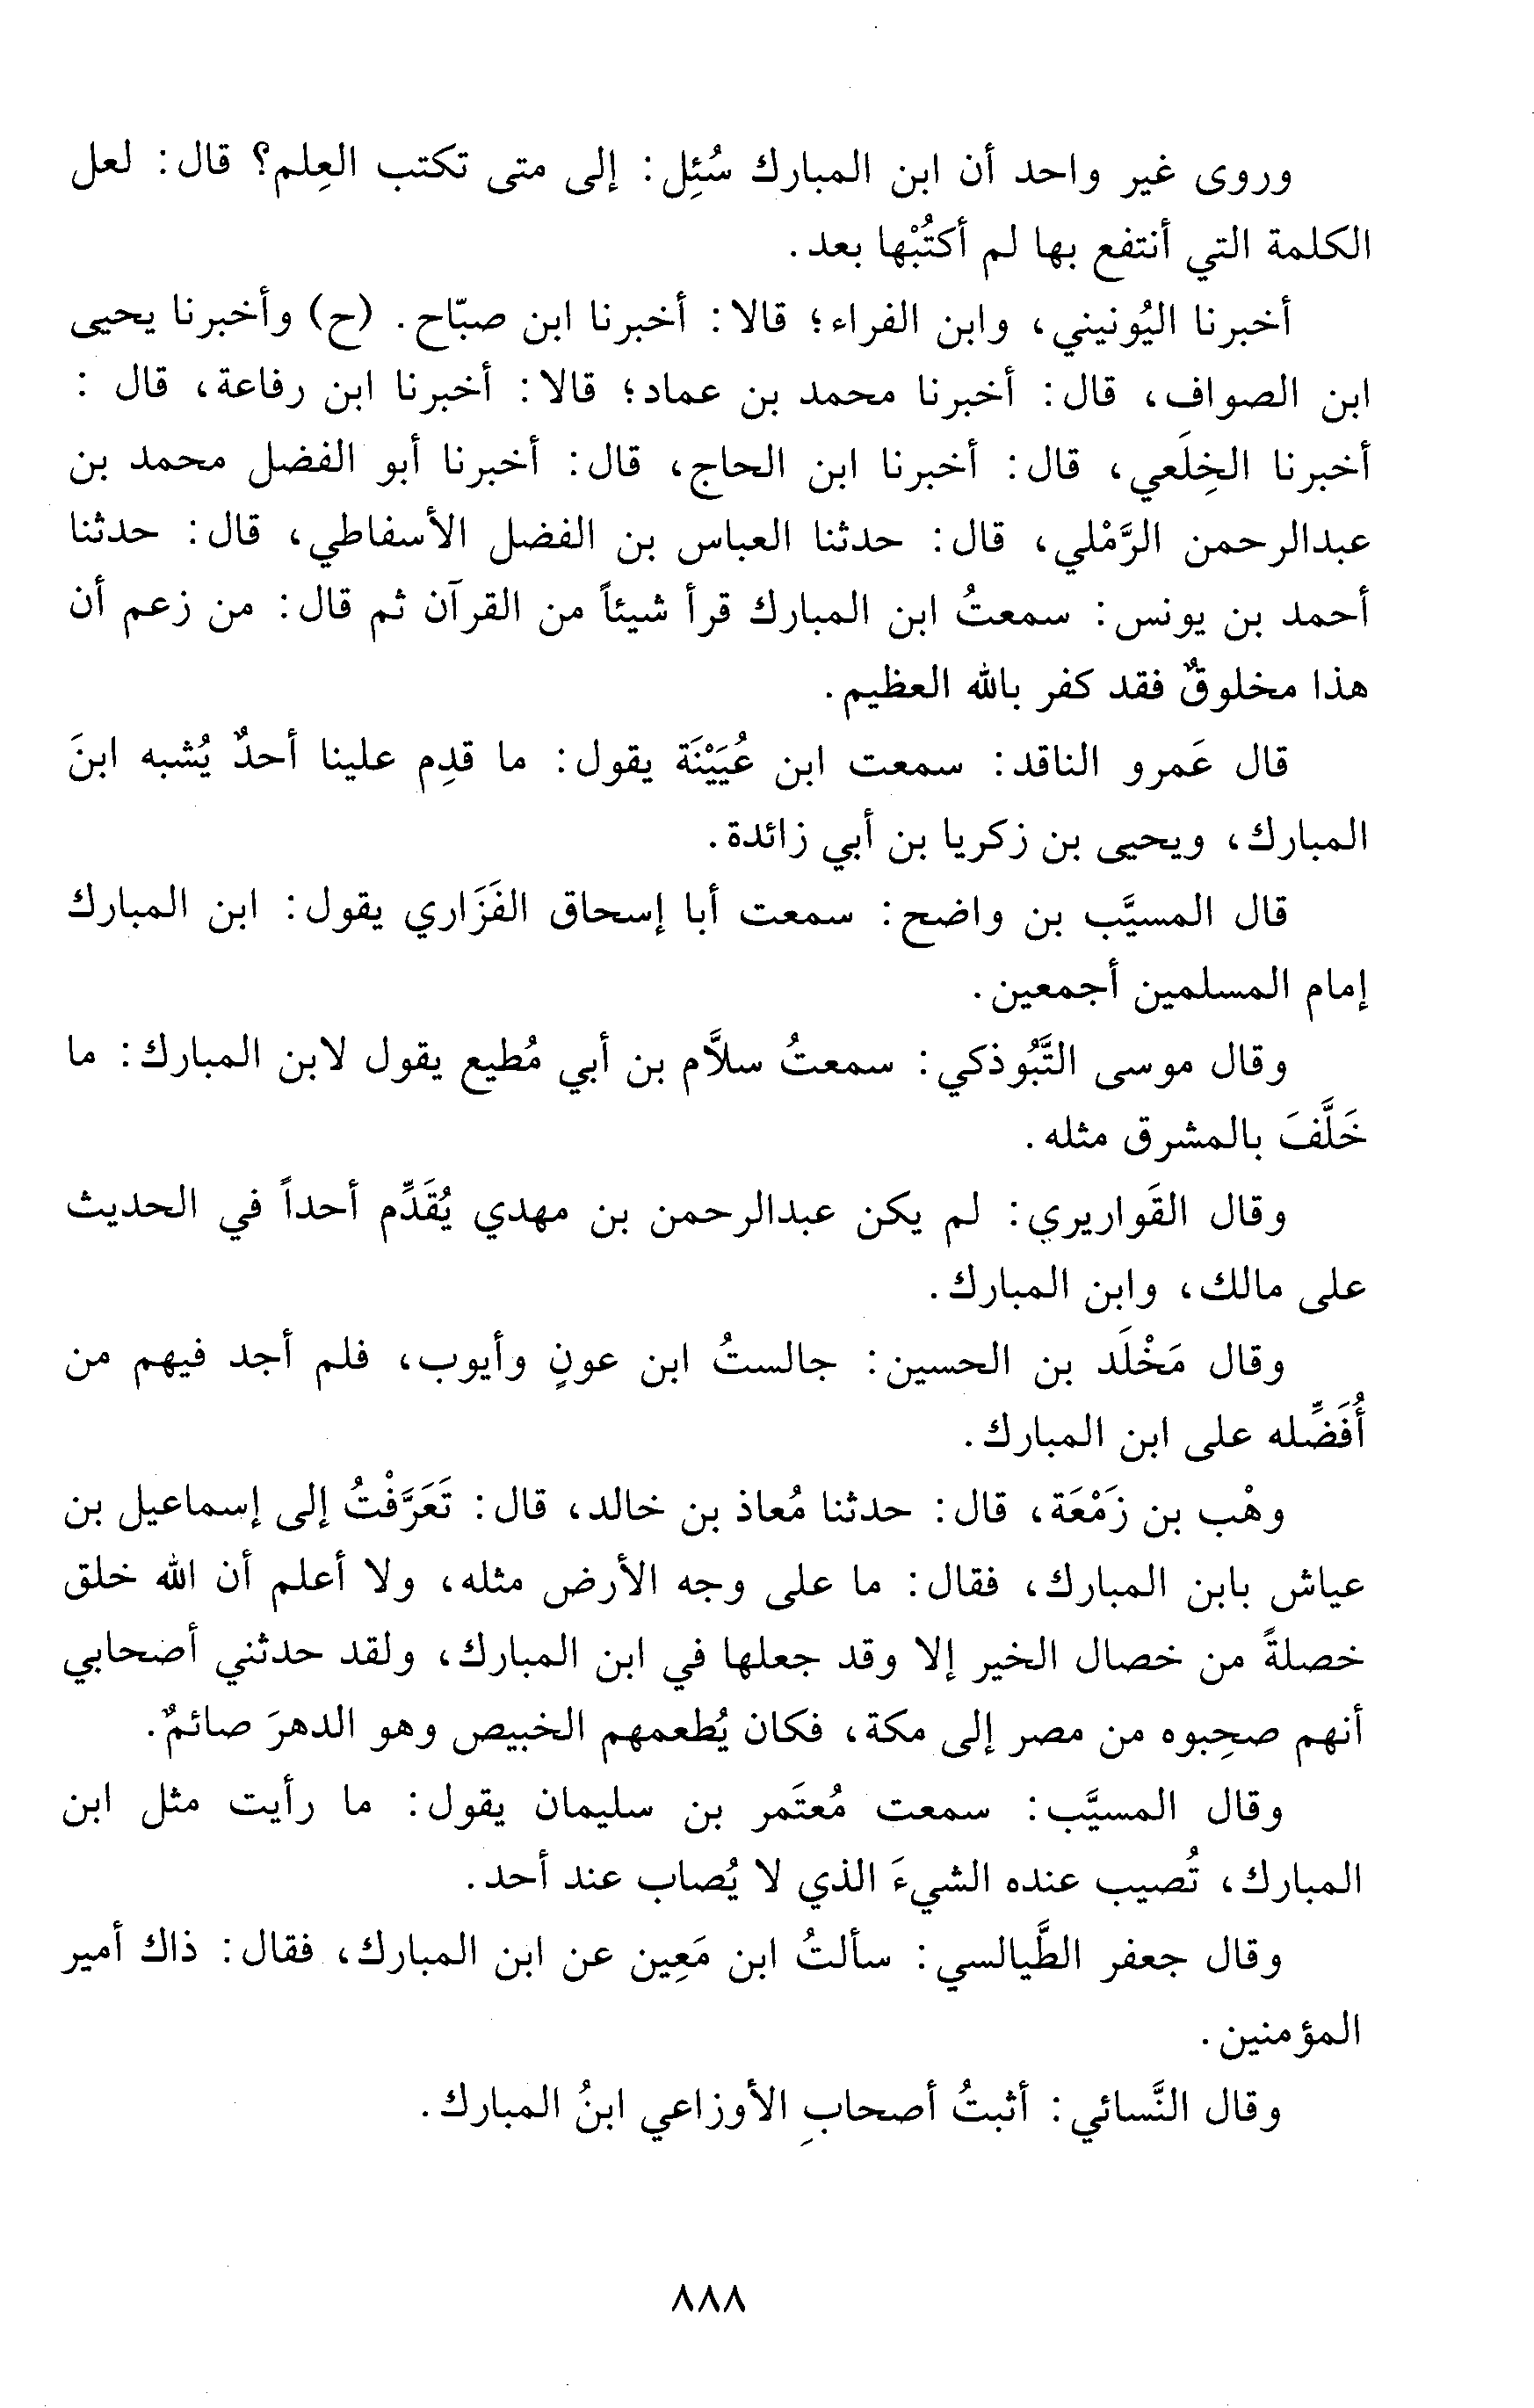 وروى غير واحد أن ابن المبارك سُئِل: إلى متى تكتب العِلم؟ قال: لعل
الكلمة التي أنتفع بها لم أكتُبْها بعد.
أخبرنا اليُونيني، وابن الفراء؛ قالا: أخبرنا ابن صبّاح. (ح) وأخبرنا يحيى
ابن الصواف، قال: أخبرنا محمد بن عماد؛ قالا: أخبرنا ابن رفاعة، قال:
أخبرنا الخِلَعي، قال: أخبرنا ابن الحاج، قال: أخبرنا أبو الفضل محمد بن
عبدالرحمن الرَّمْلي، قال: حدثنا العباس بن الفضل الأسفاطي، قال: حدثنا
أحمد بن يونس: سمعتُ ابن المبارك قرأ شيئاً من القرآن ثم قال: من زعم أن
هذا مخلوقٌ فقد كفر بالله العظيم.
قال عَمرو الناقد: سمعت ابن عُيَيْنَة يقول: ما قدِم علينا أحدٌ يُشبه ابنَ
المبارك، ويحيى بن زكريا بن أبي زائدة.
قال المسيَّب بن واضح: سمعت أبا إسحاق الفَزَاري يقول: ابن المبارك
إمام المسلمين أجمعين.
وقال موسى التَّبُوذكي: سمعتُ سلاَّم بن أبي مُطيع يقول لابن المبارك: ما
خَلَّفَ بالمشرق مثله.
وقال القَواريري: لم يكن عبدالرحمن بن مهدي يُقَدِّم أحداً في الحديث
على مالك، وابن المبارك.
وقال مَخْلَد بن الحسين: جالستُ ابن عونٍ وأيوب، فلم أجد فيهم من
أُفَضِّله على ابن المبارك.
وهْب بن زَمْعَة، قال: حدثنا مُعاذ بن خالد، قال: تَعَرَّفْتُ إلى إسماعيل بن
عياش بابن المبارك، فقال: ما على وجه الأرض مثله، ولا أعلم أن الله خلق
خصلةً من خصال الخير إلا وقد جعلها في ابن المبارك، ولقد حدثني أصحابي
أنهم صحِبوه من مصر إلى مكة، فكان يُطعمهم الخبيص وهو الدهرَ صائمٌ.
وقال المسيَّب: سمعت مُعتَمر بن سليمان يقول: ما رأيت مثل ابن
المبارك، تُصيب عنده الشيءَ الذي لا يُصاب عند أحد.
وقال جعفر الطَّيالسي: سألتُ ابن مَعِين عن ابن المبارك، فقال: ذاك أمير
المؤمنين.
وقال النَّسائي: أثبتُ أصحابِ الأوزاعي ابنُ المبارك.
٨٨٨